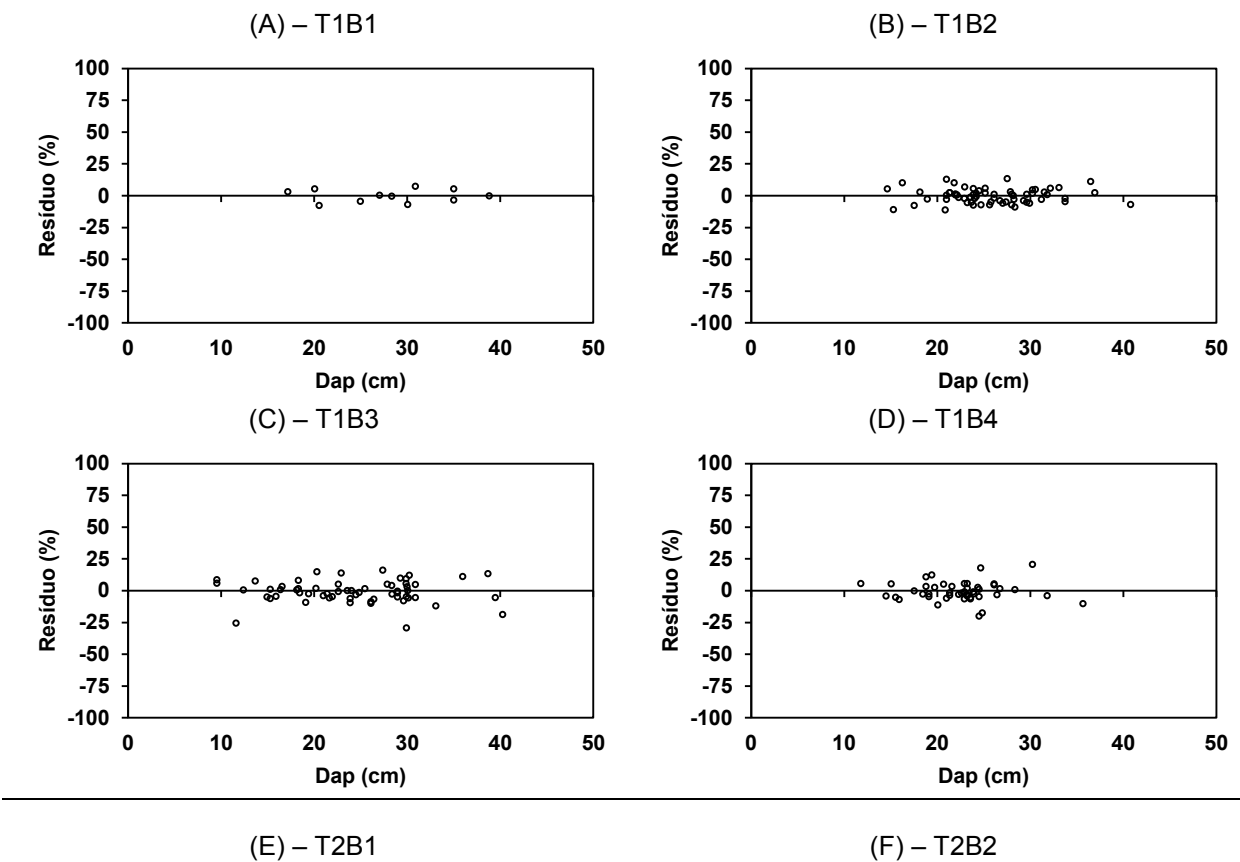 (A) – T1B1
100
75
50
25
0
-25
-50
-75
-100
Resíduo (%)
0 10 20 30 40 50
Dap (cm)
(B) – T1B2
100
75
50
25
0
-25
-50
-75
-100
Resíduo (%)
0 10 20 30 40 50
Dap (cm)
(C) – T1B3
100
75
50
25
0
-25
-50
-75
-100
Resíduo (%)
0 10 20 30 40 50
Dap (cm)
(D) – T1B4
100
75
50
25
0
-25
-50
-75
-100
Resíduo (%)
0 10 20 30 40 50
Dap (cm)
(E) – T2B1
(F) – T2B2